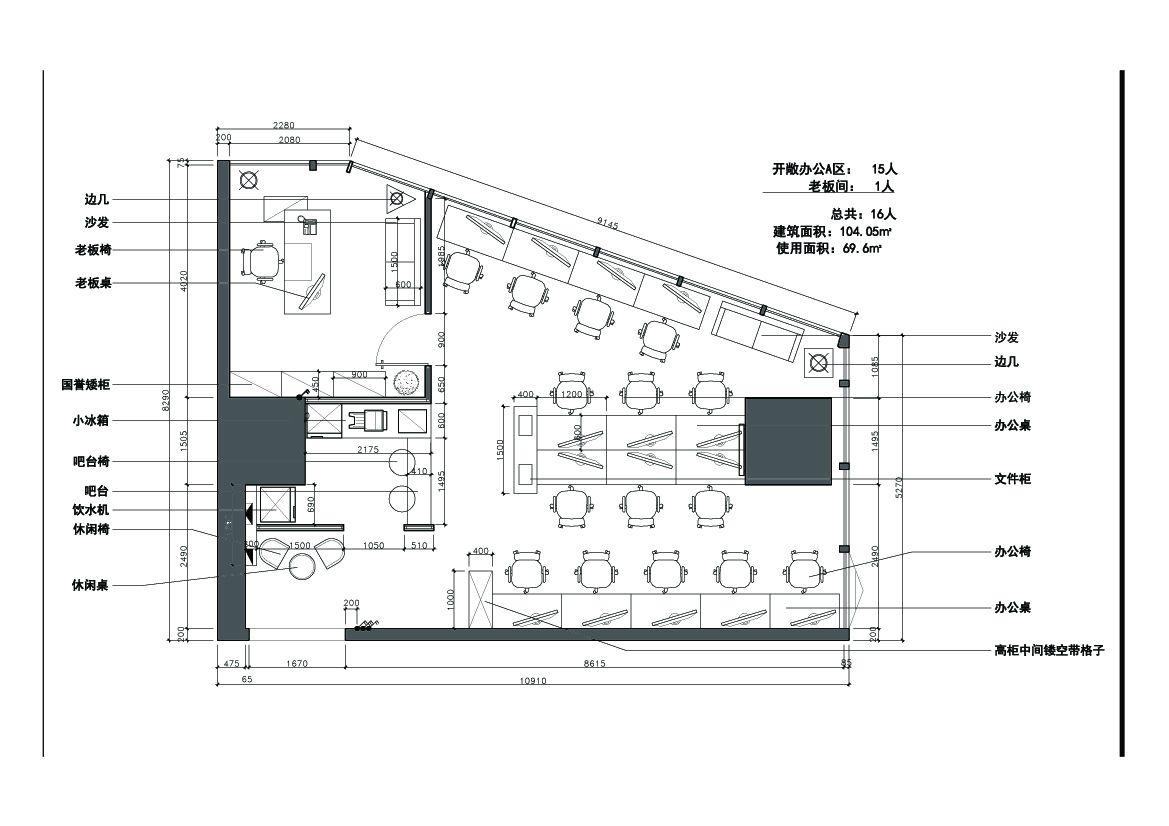 2280
200
2080
75
9145
开敞办公A区： 15人
老板间： 1人
总共：16人
建筑面积：104.05㎡
使用面积：69.6㎡
边几
沙发
老板椅
老板桌
国誉矮柜
小冰箱
吧台椅
吧台
饮水机
休闲椅
休闲桌
4020
8290
1505
2490
200
1500
600
1985
900
650
600
1495
450
900
2175
410
690
1500
1050
510
400
1200
600
1500
400
1000
200
沙发
边几
办公椅
办公桌
文件柜
办公椅
办公桌
高柜中间镂空带格子
1085
1495
5270
2490
200
475
1670
8615
65
10910